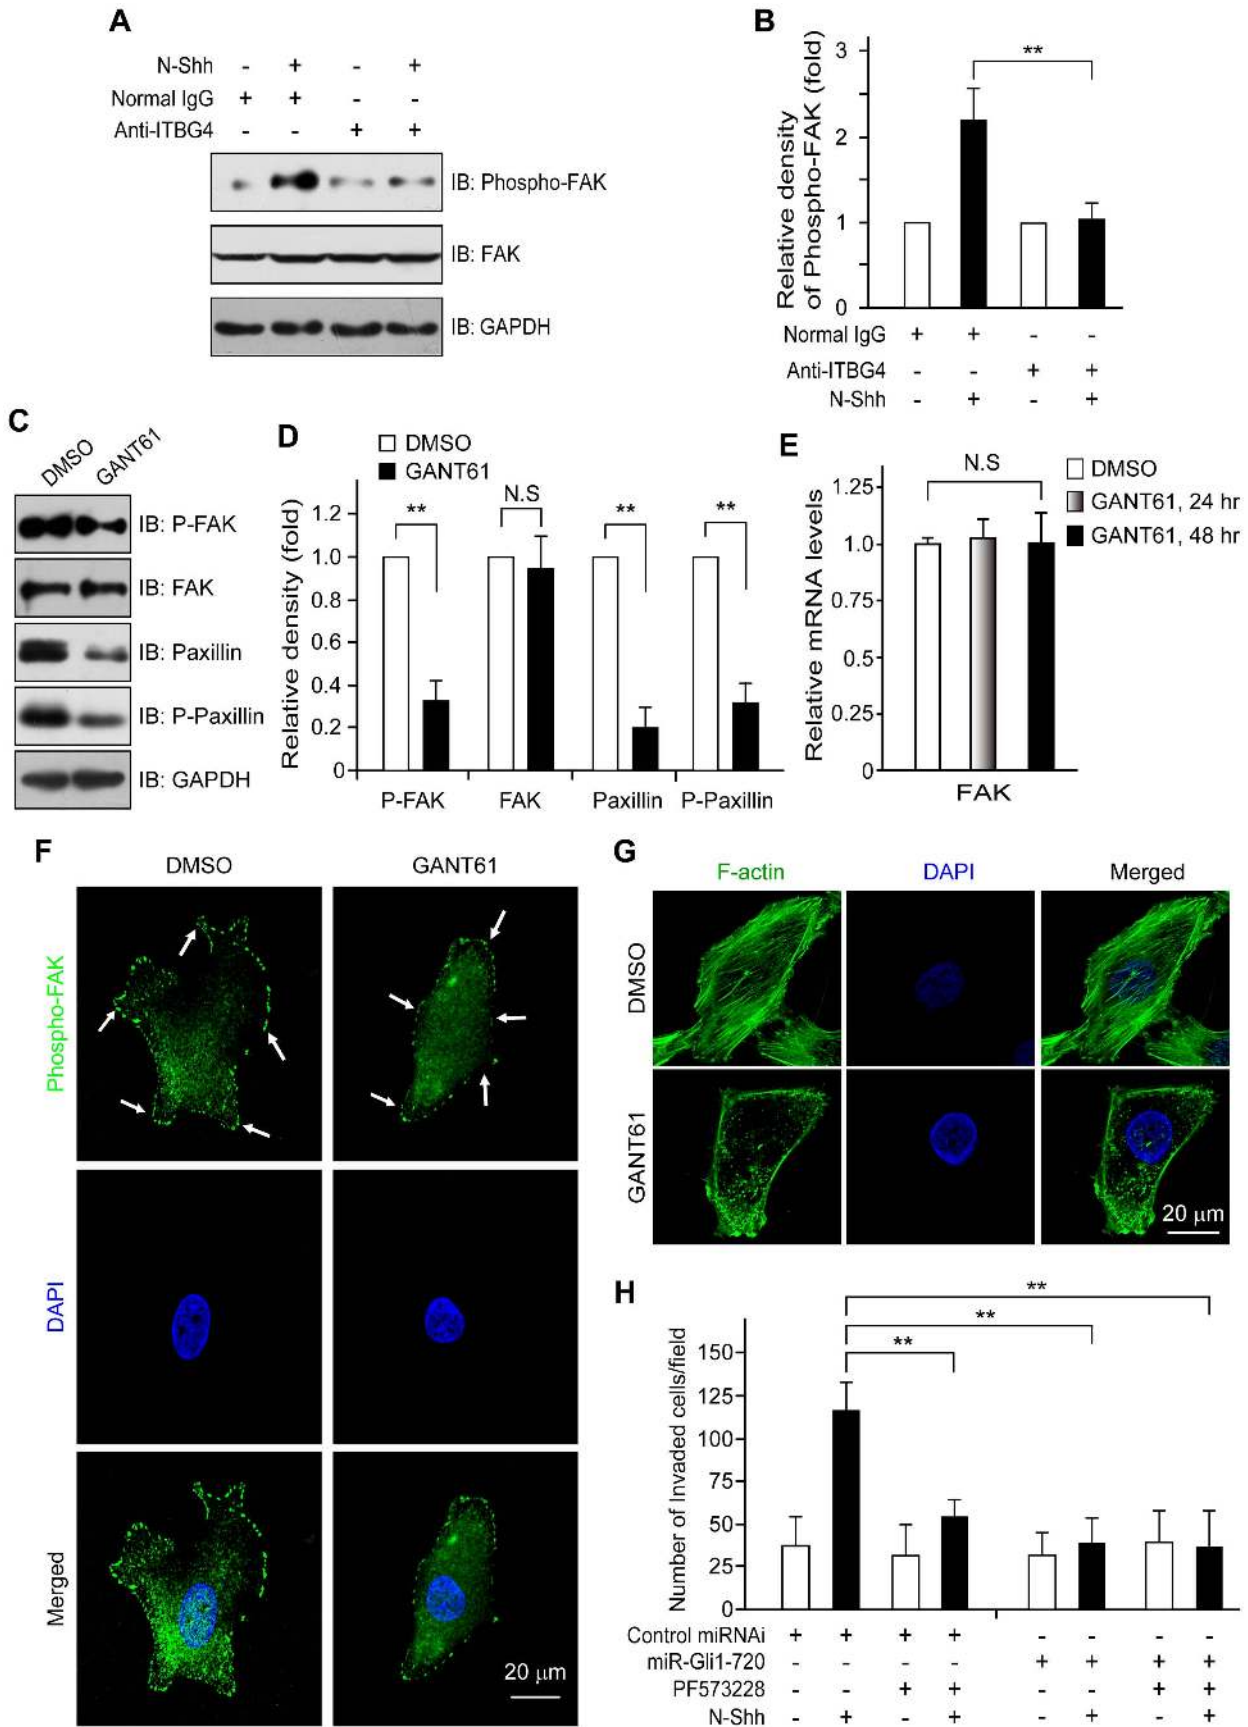 A
N-Shh - + - +
Normal IgG + + - -
Anti-ITBG4 - - + +
IB: Phospho-FAK
IB: FAK
IB: GAPDH
B
Relative density
of Phospho-FAK (fold)
3
2
1
0
**
Normal IgG + + - -
Anti-ITBG4 - - + +
N-Shh - + - +
C
DMSO GANT61
IB: P-FAK
IB: FAK
IB: Paxillin
IB: P-Paxillin
IB: GAPDH
D
DMSO
GANT61
Relative density (fold)
1.2
1.0
0.8
0.6
0.4
0.2
0
** N.S ** **
P-FAK FAK Paxillin P-Paxillin
E
DMSO
GANT61, 24 hr
GANT61, 48 hr
N.S
Relative mRNA levels
1.25
1.0
0.75
0.5
0.25
0
FAK
F
DMSO GANT61
Phospho-FAK
DAPI
Merged
20 μm
G
F-actin DAPI Merged
DMSO
GANT61
20 μm
H
Number of Invaded cells/field
150
125
100
75
50
25
0
**
**
**
Control miRNAi + + + + - - - -
miR-Gli1-720 - - - - + + + +
PF573228 - - + + - - + +
N-Shh - + - + - + - +